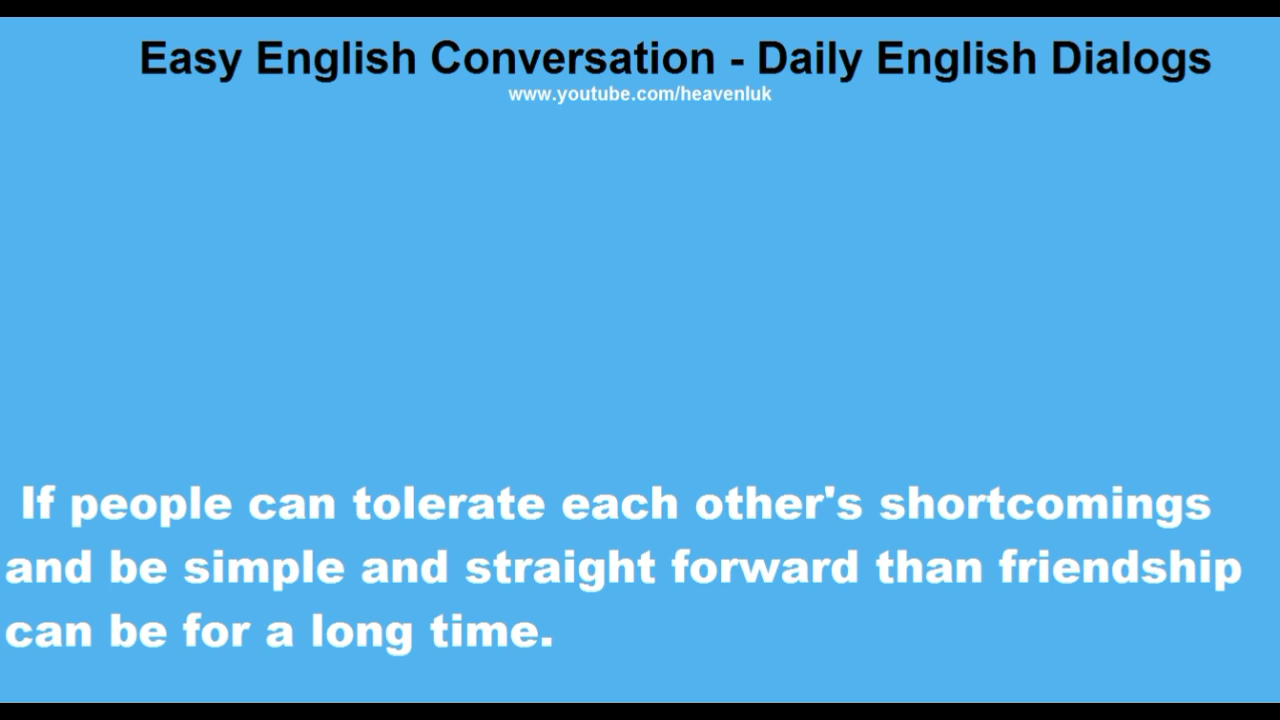 Easy English Conversation - Daily English Dialogs
www.youtube.com/heavenluk
If people can tolerate each other's shortcomings
and be simple and straight forward than friendship
can be for a long time.